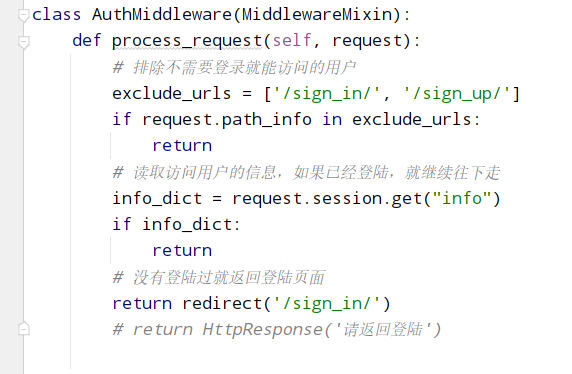 class AuthMiddleware(MiddlewareMixin):
    def process_request(self, request):
        # 排除不需要登录就能访问的用户
        exclude_urls = ['/sign_in/', '/sign_up/']
        if request.path_info in exclude_urls:
            return
        # 读取访问用户的信息，如果已经登陆，就继续往下走
        info_dict = request.session.get("info")
        if info_dict:
            return
        # 没有登陆过就返回登陆页面
        return redirect('/sign_in/')
        # return HttpResponse('请返回登陆')